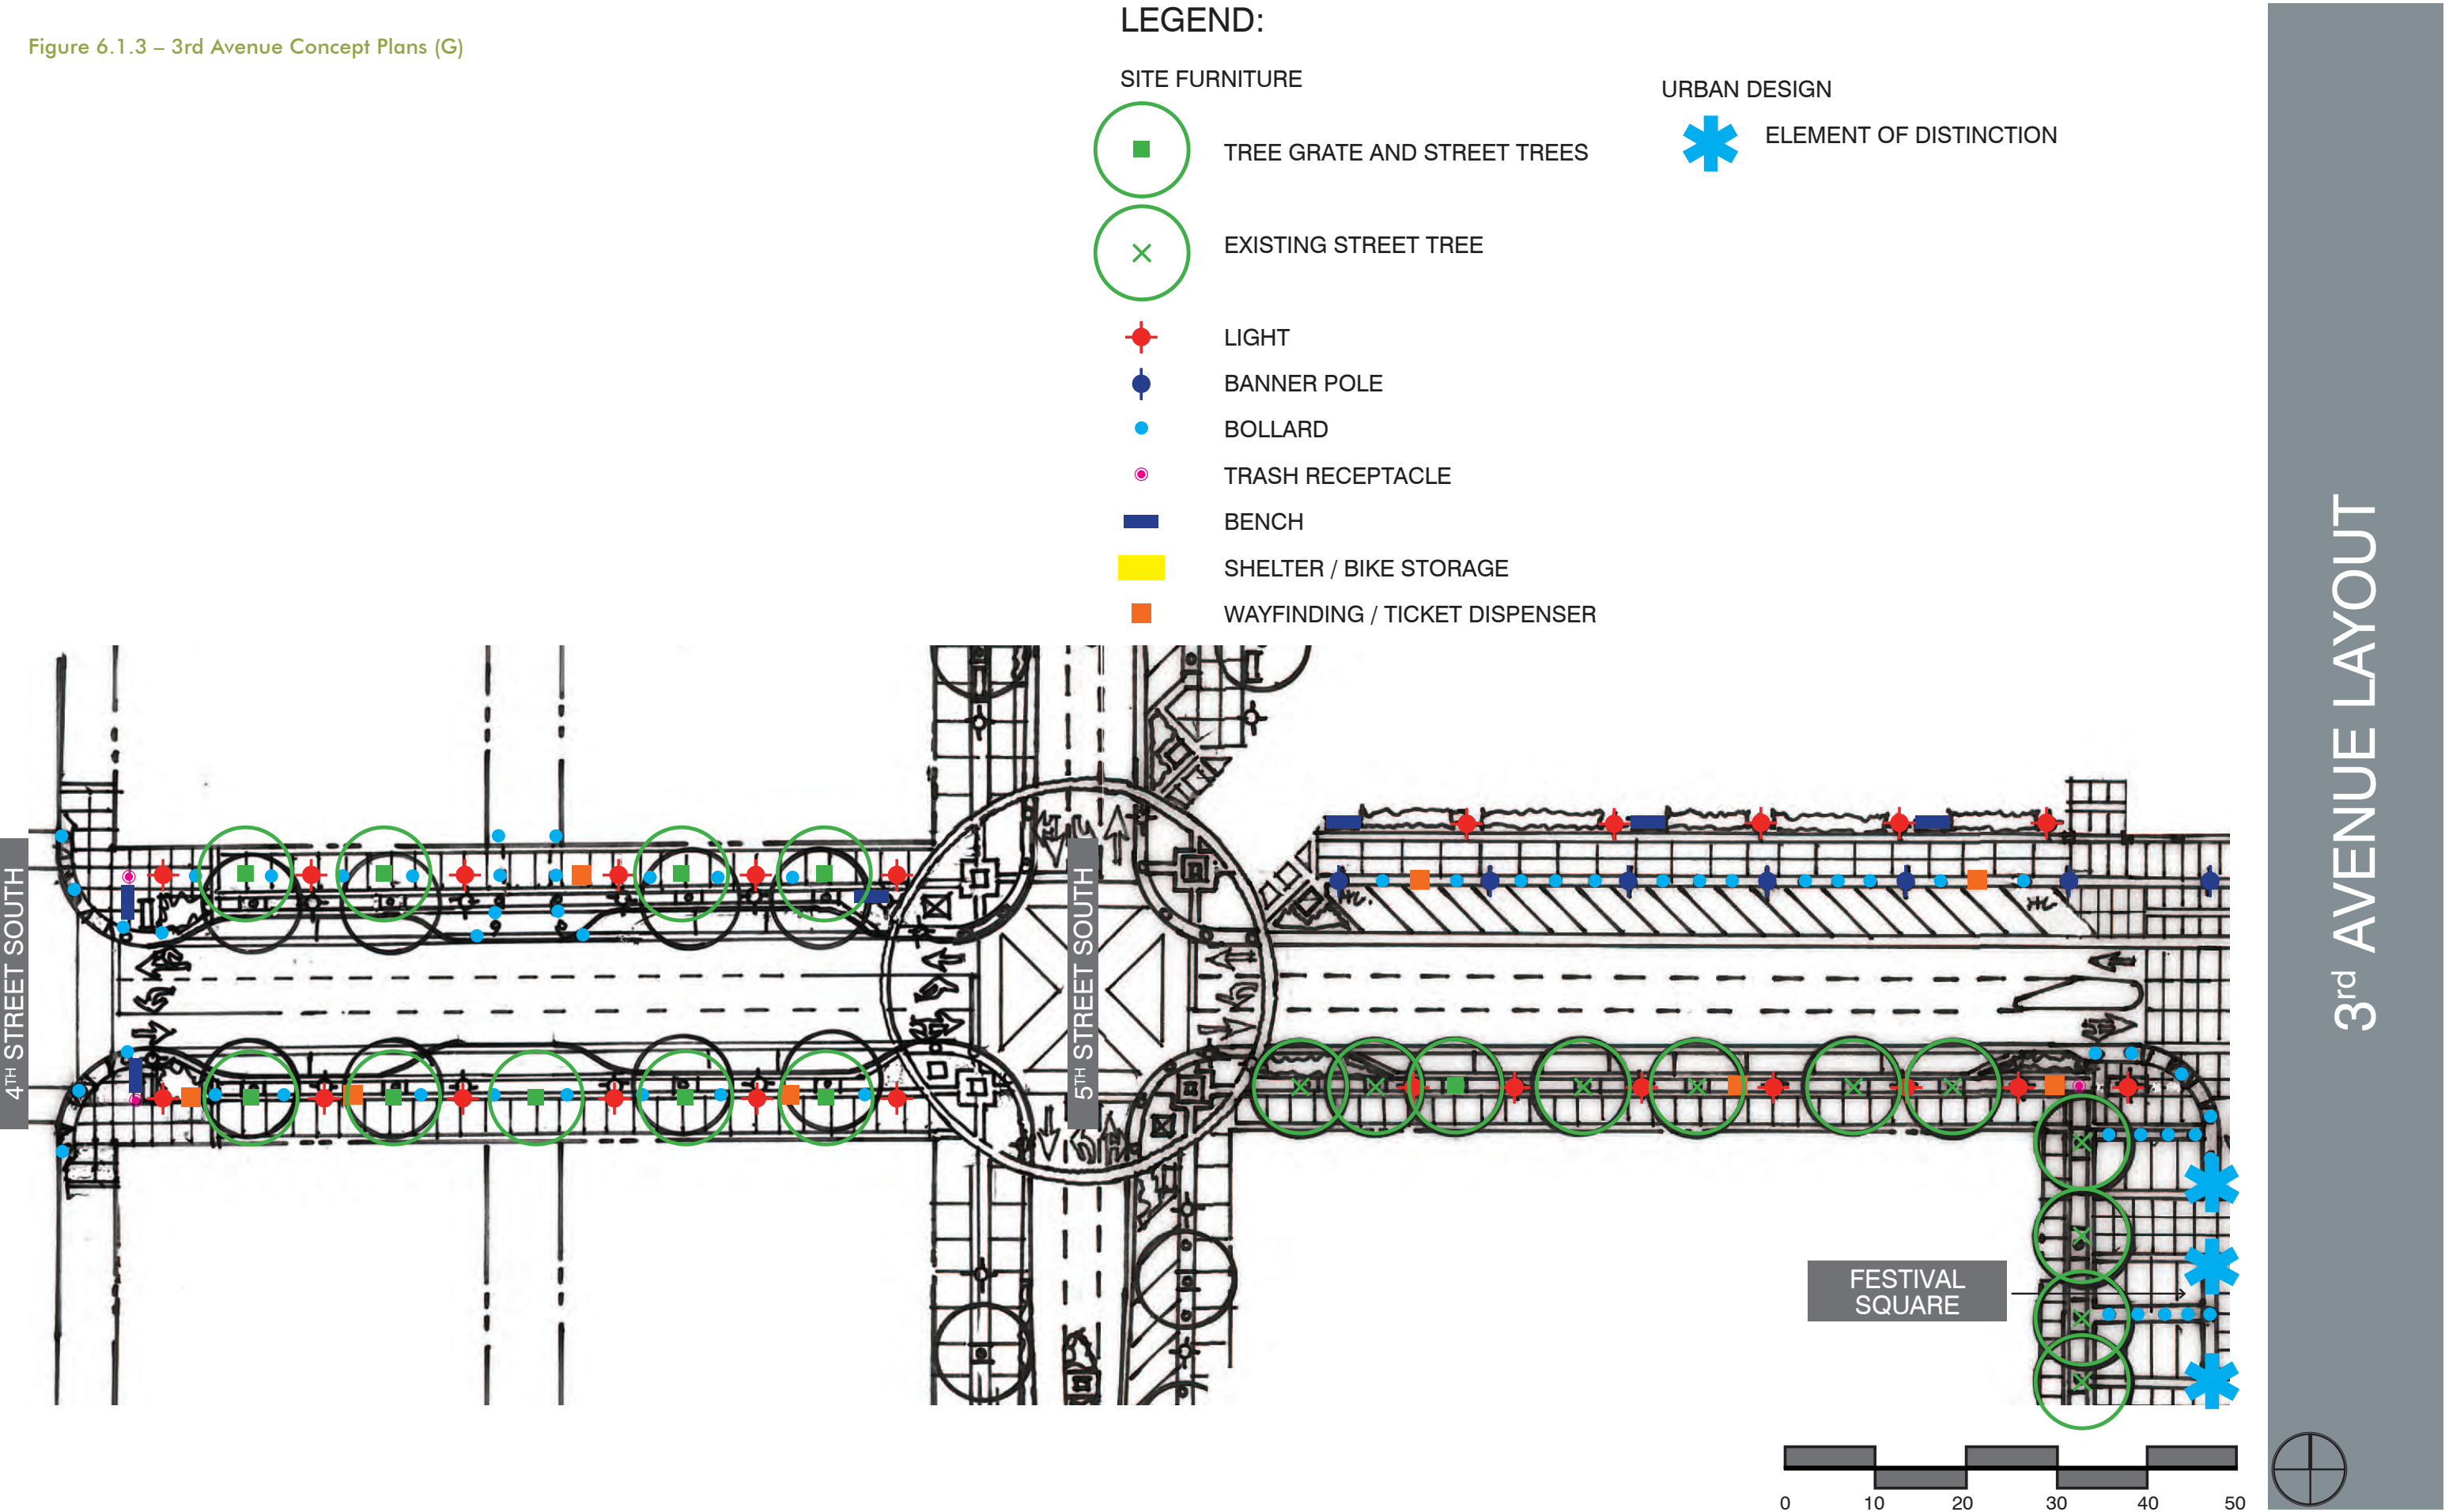 Figure 6.1.3 – 3rd Avenue Concept Plans (G)
LEGEND:
SITE FURNITURE
TREE GRATE AND STREET TREES
EXISTING STREET TREE
LIGHT
BANNER POLE
BOLLARD
TRASH RECEPTACLE
BENCH
SHELTER / BIKE STORAGE
WAYFINDING / TICKET DISPENSER
URBAN DESIGN
ELEMENT OF DISTINCTION
4TH STREET SOUTH
5TH STREET SOUTH
HC.
HC
FESTIVAL
SQUARE
0 10 20 30 40 50
3rd AVENUE LAYOUT